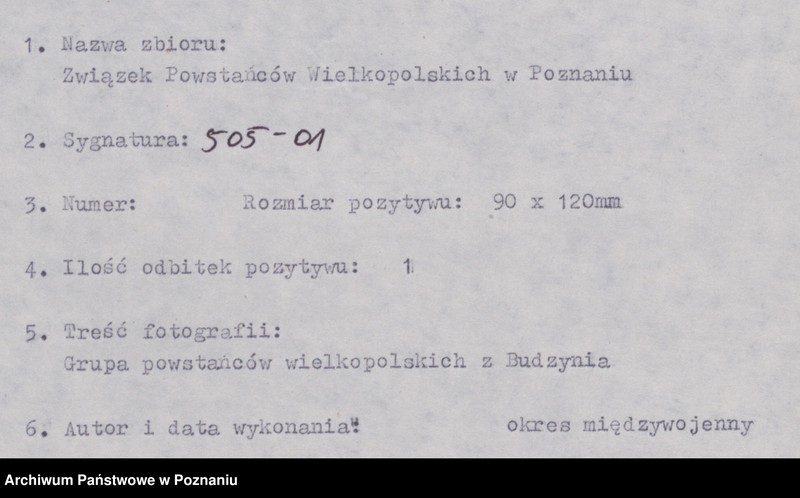 1. Nazwa zbioru:
Związek Powstańców Wielkopolskich w Poznaniu
2. Sygnatura: 505-01
3. Numer: Rozmiar pozytywu: 90 x 120mm
4. Ilość odbitek pozytywu: 1
5. Treść fotografii:
Grupa powstańców wielkopolskich z Budzynia
6. Autor i data wykonania: okres międzywojenny
Archiwum Państwowe w Poznaniu